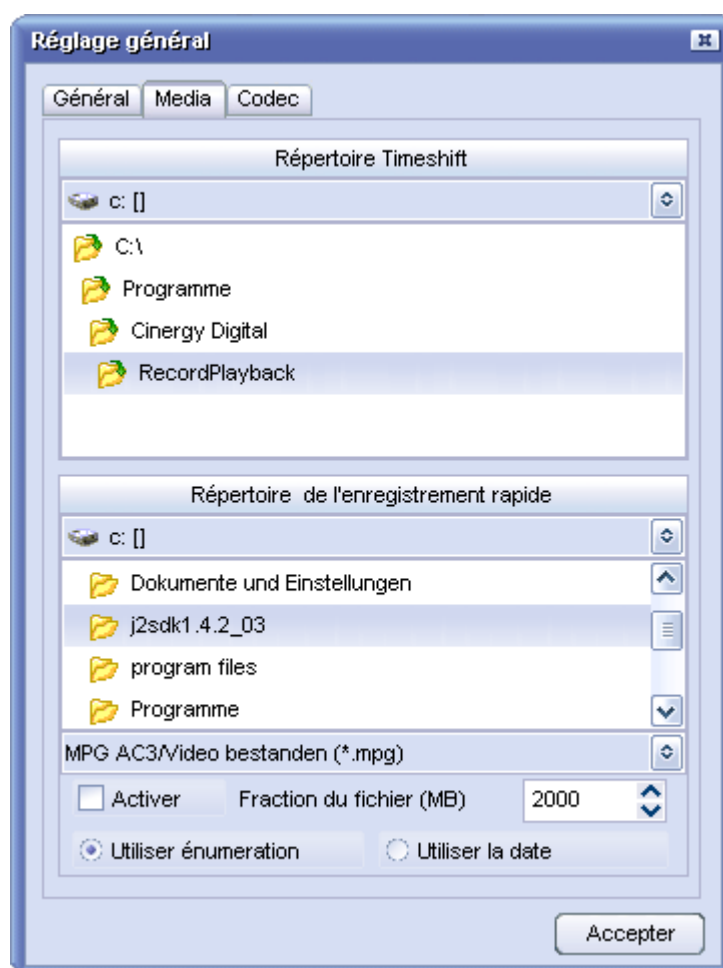 Réglage général
Général Media Codec
Répertoire Timeshift
c: []
C:\
Programme
Cinergy Digital
RecordPlayback
Répertoire de l'enregistrement rapide
c: []
Dokumente und Einstellungen
j2sdk1.4.2_03
program files
Programme
MPG AC3/Video bestanden (*.mpg)
Activer Fraction du fichier (MB) 2000
Utiliser énumeration Utiliser la date
Accepter